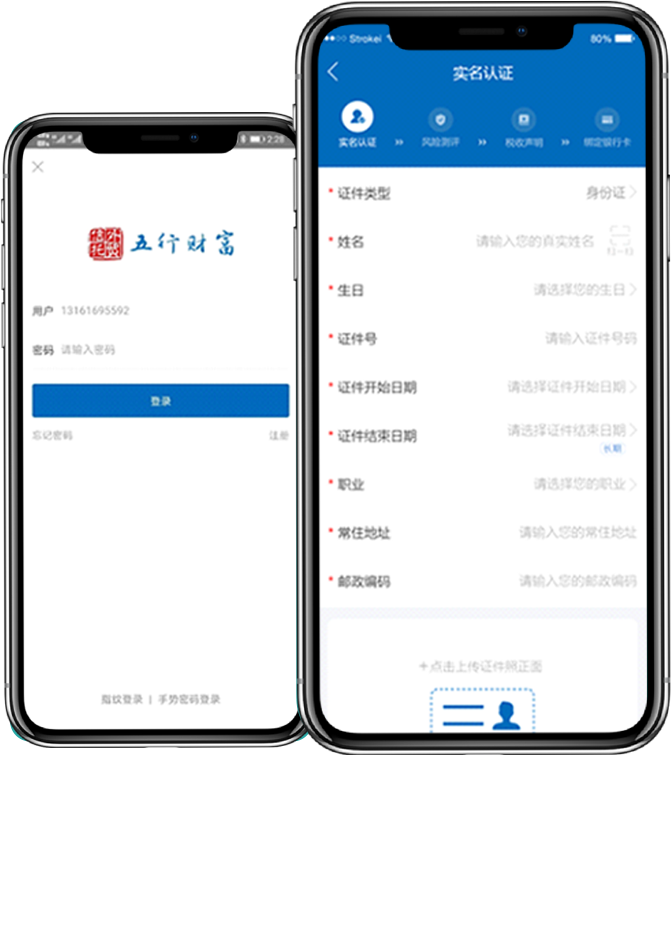 2:28
外贸信托 五行财富
用户 13161695592
密码 请输入密码
登录
忘记密码 注册
指纹登录 | 手势密码登录
Strokei 80%
实名认证
实名认证 » 风险测评 » 税收声明 » 绑定银行卡
* 证件类型 身份证
* 姓名 请输入您的真实姓名 扫一扫
* 生日 请选择您的生日
* 证件号 请输入证件号码
* 证件开始日期 请选择证件开始日期
* 证件结束日期 请选择证件结束日期
长期
* 职业 请选择您的职业
* 常住地址 请输入您的常住地址
* 邮政编码 请输入您的邮政编码
+点击上传证件照正面